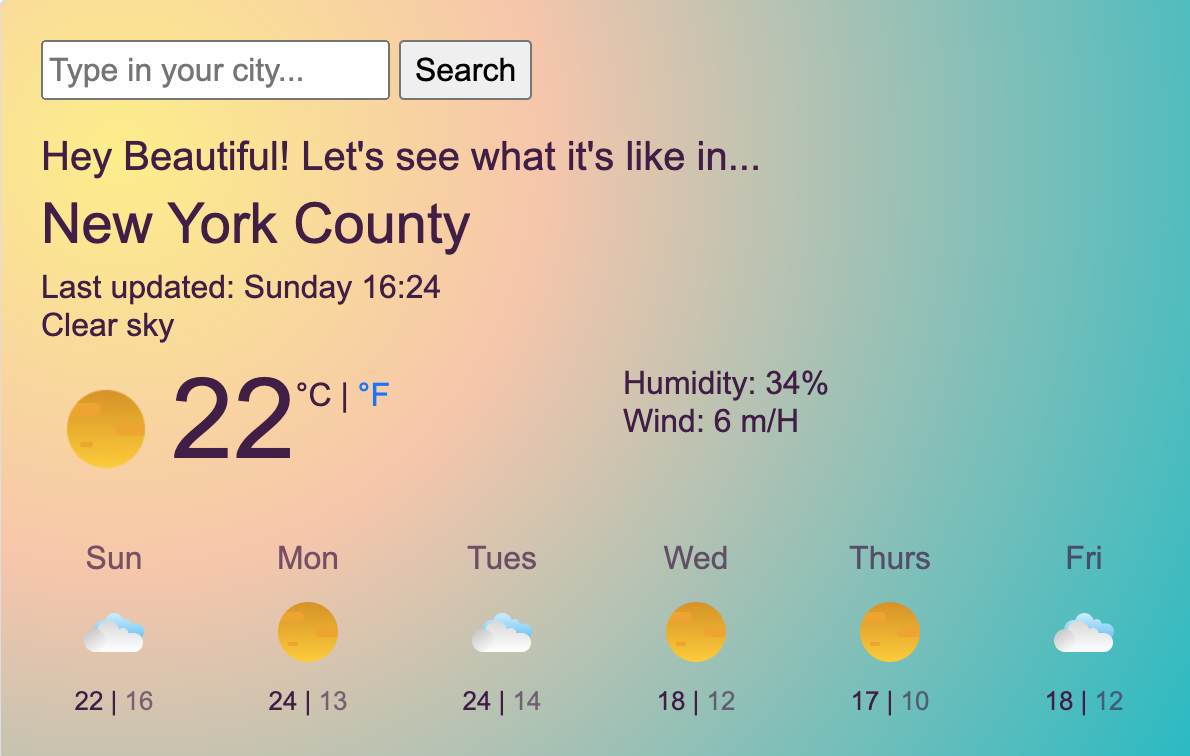 Type in your city... Search
Hey Beautiful! Let's see what it's like in...
New York County
Last updated: Sunday 16:24
Clear sky
22 °C | °F
Humidity: 34%
Wind: 6 m/H
Sun Mon Tues Wed Thurs Fri
22 | 16 24 | 13 24 | 14 18 | 12 17 | 10 18 | 12